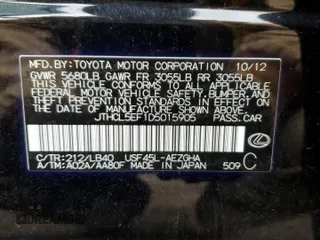 MFD. BY: TOYOTA MOTOR CORPORATION 10/12
GVWR 5680LB GAWR FR 3055LB RR 3055LB
THIS VEHICLE CONFORMS TO ALL APPLICABLE
FEDERAL MOTOR VEHICLE SAFETY,
BUMPER, AND THEFT PREVENTION
STANDARDS IN EFFECT ON THE DATE OF
MANUFACTURE SHOWN ABOVE.
JTHCL5EF1D5015905 PASS.CAR
C/TR:212/LB40 USF45L-AEZGHA
A/TM:A02A/AA80F MADE IN JAPAN 509 C